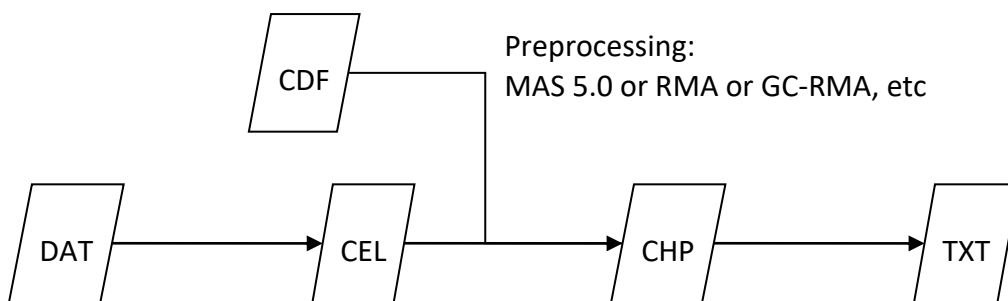 Preprocessing:
CDF
MAS 5.0 or RMA or GC-RMA, etc
DAT
CEL
CHP
TXT